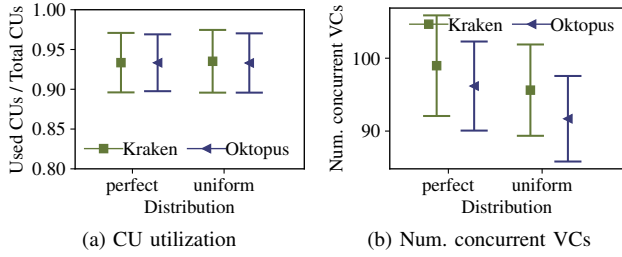 Used CUs / Total CUs
1.00
0.95
0.90
0.85
0.80
Kraken
Oktopus
perfect
uniform
Distribution
(a) CU utilization
Num. concurrent VCs
100
90
Kraken
Oktopus
perfect
uniform
Distribution
(b) Num. concurrent VCs